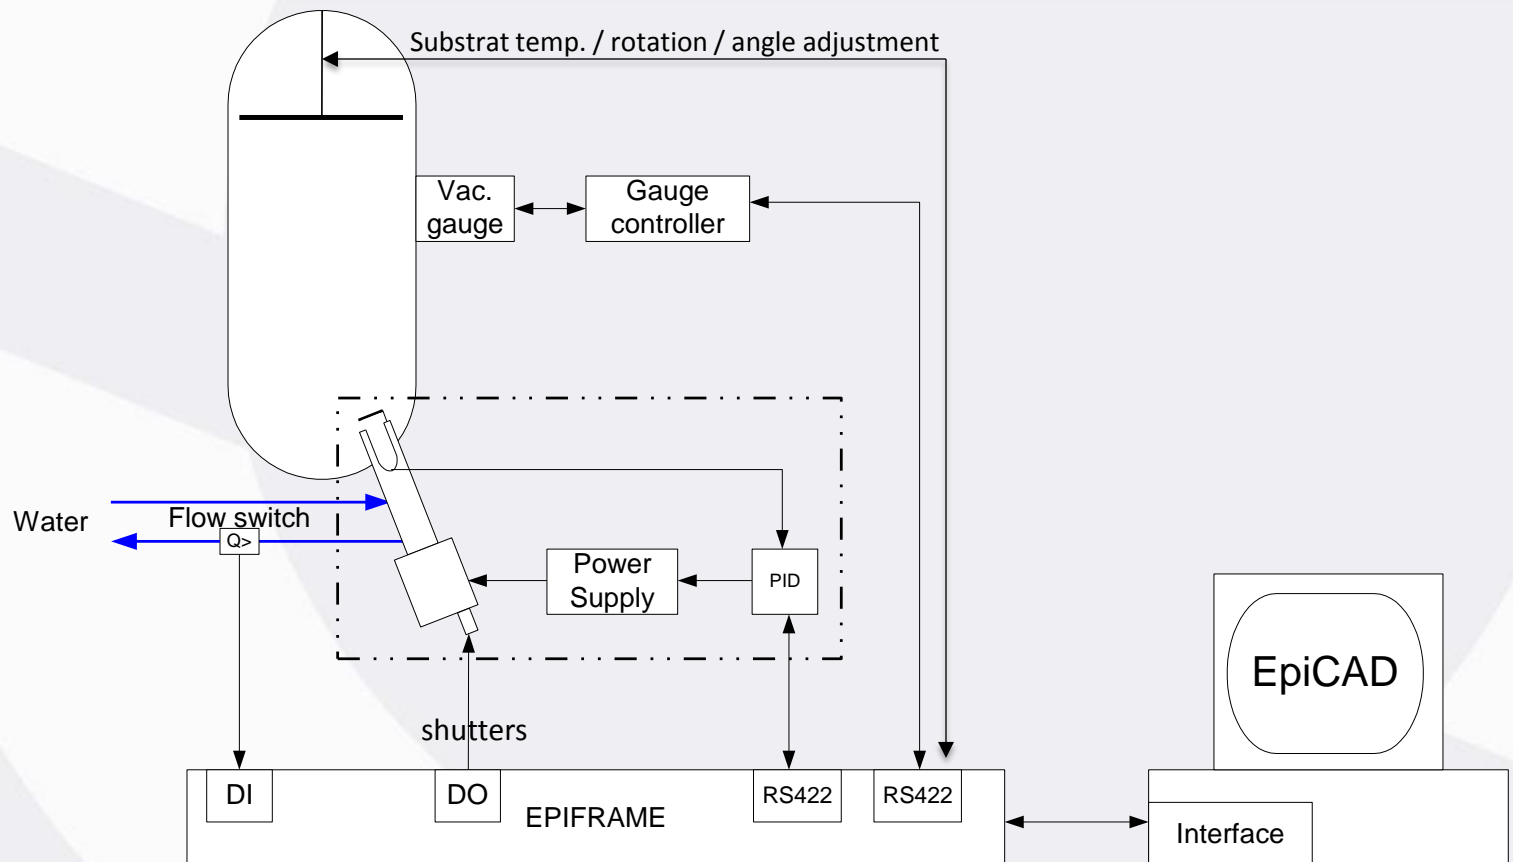 Substrat temp. / rotation / angle adjustment
Vac.
gauge
Gauge
controller
Water
Flow switch
Q>
Power
Supply
PID
shutters
EpiCAD
DI
DO
RS422
RS422
EPIFRAME
Interface